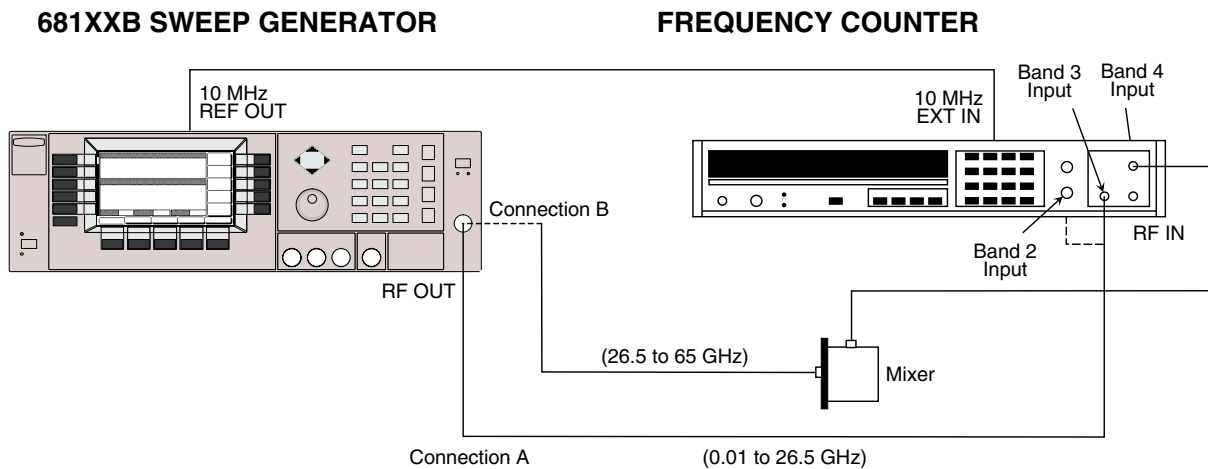 681XXB SWEEP GENERATOR
FREQUENCY COUNTER
10 MHz
REF OUT
10 MHz
EXT IN
Band 3
Input
Band 4
Input
Connection B
Band 2
Input
RF IN
RF OUT
(26.5 to 65 GHz)
Mixer
Connection A
(0.01 to 26.5 GHz)